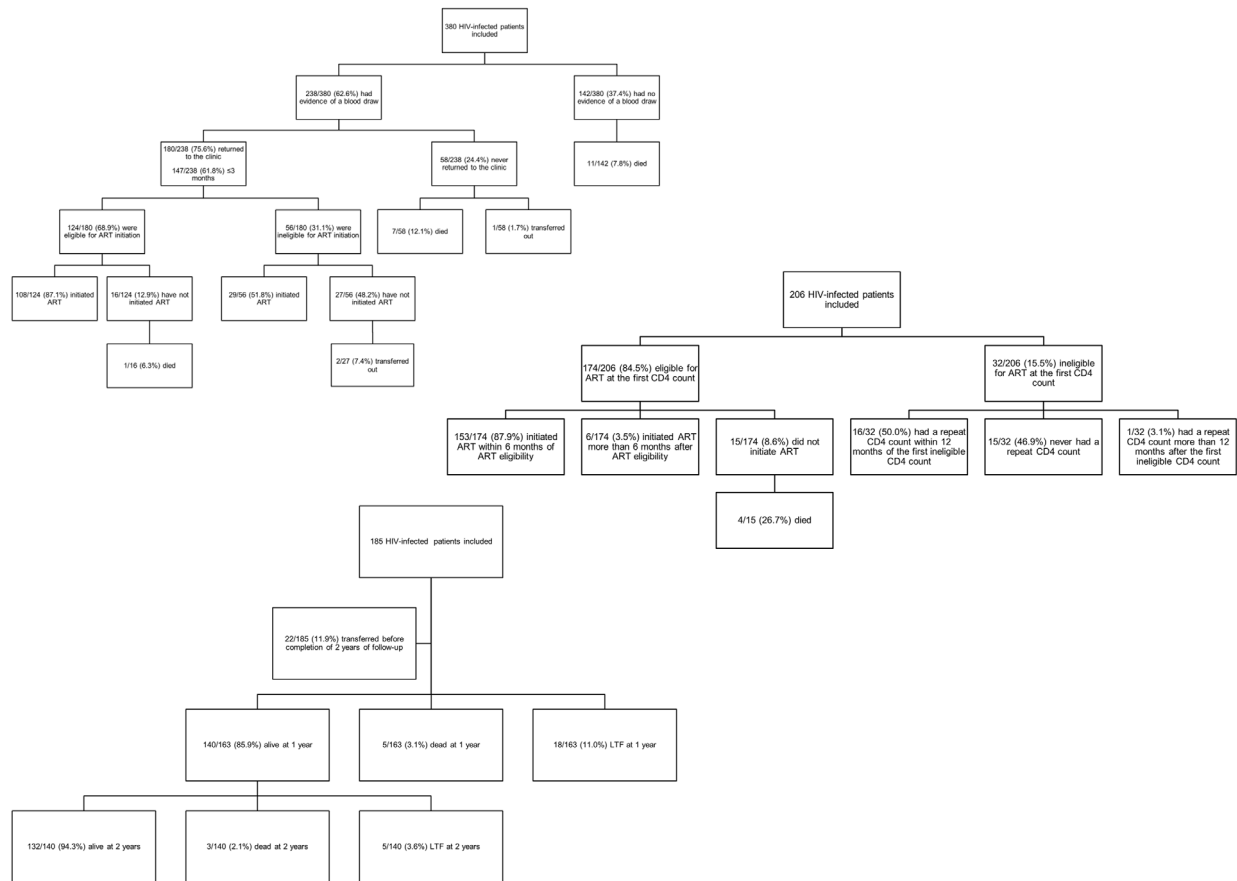 380 HIV-infected patients
included
238/380 (62.6%) had
evidence of a blood draw
142/380 (37.4%) had no
evidence of a blood draw
180/238 (75.6%) returned
to the clinic
147/238 (61.8%) ≤3
months
58/238 (24.4%) never
returned to the clinic
11/142 (7.8%) died
124/180 (68.9%) were
eligible for ART initiation
56/180 (31.1%) were
ineligible for ART initiation
7/58 (12.1%) died
1/58 (1.7%) transferred
out
108/124 (87.1%) initiated
ART
16/124 (12.9%) have not
initiated ART
29/56 (51.8%) initiated
ART
27/56 (48.2%) have not
initiated ART
1/16 (6.3%) died
2/27 (7.4%) transferred
out
206 HIV-infected patients
included
174/206 (84.5%) eligible for
ART at the first CD4 count
32/206 (15.5%) ineligible
for ART at the first CD4
count
153/174 (87.9%) initiated
ART within 6 months of
ART eligibility
6/174 (3.5%) initiated ART
more than 6 months after
ART eligibility
15/174 (8.6%) did not
initiate ART
16/32 (50.0%) had a repeat
CD4 count within 12
months of the first ineligible
CD4 count
15/32 (46.9%) never had a
repeat CD4 count
1/32 (3.1%) had a repeat
CD4 count more than 12
months after the first
ineligible CD4 count
4/15 (26.7%) died
185 HIV-infected patients included
22/185 (11.9%) transferred before
completion of 2 years of follow-up
140/163 (85.9%) alive at 1 year
5/163 (3.1%) dead at 1 year
18/163 (11.0%) LTF at 1 year
132/140 (94.3%) alive at 2 years
3/140 (2.1%) dead at 2 years
5/140 (3.6%) LTF at 2 years